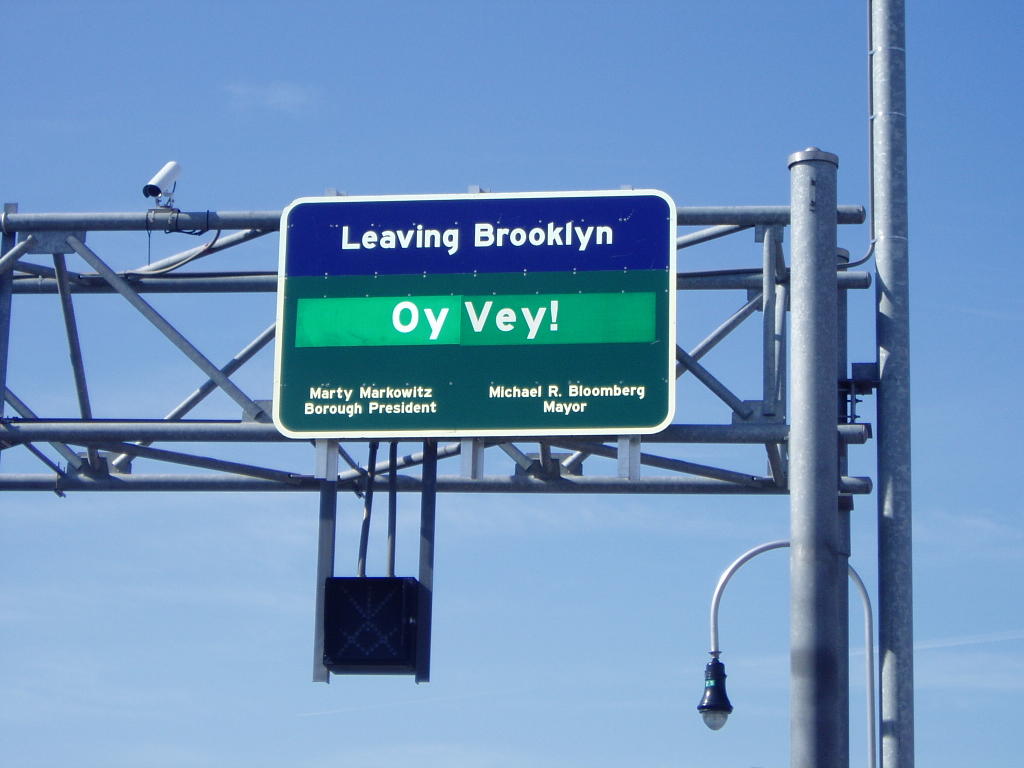 Leaving Brooklyn
Oy Vey!
Marty Markowitz
Borough President
Michael R. Bloomberg
Mayor